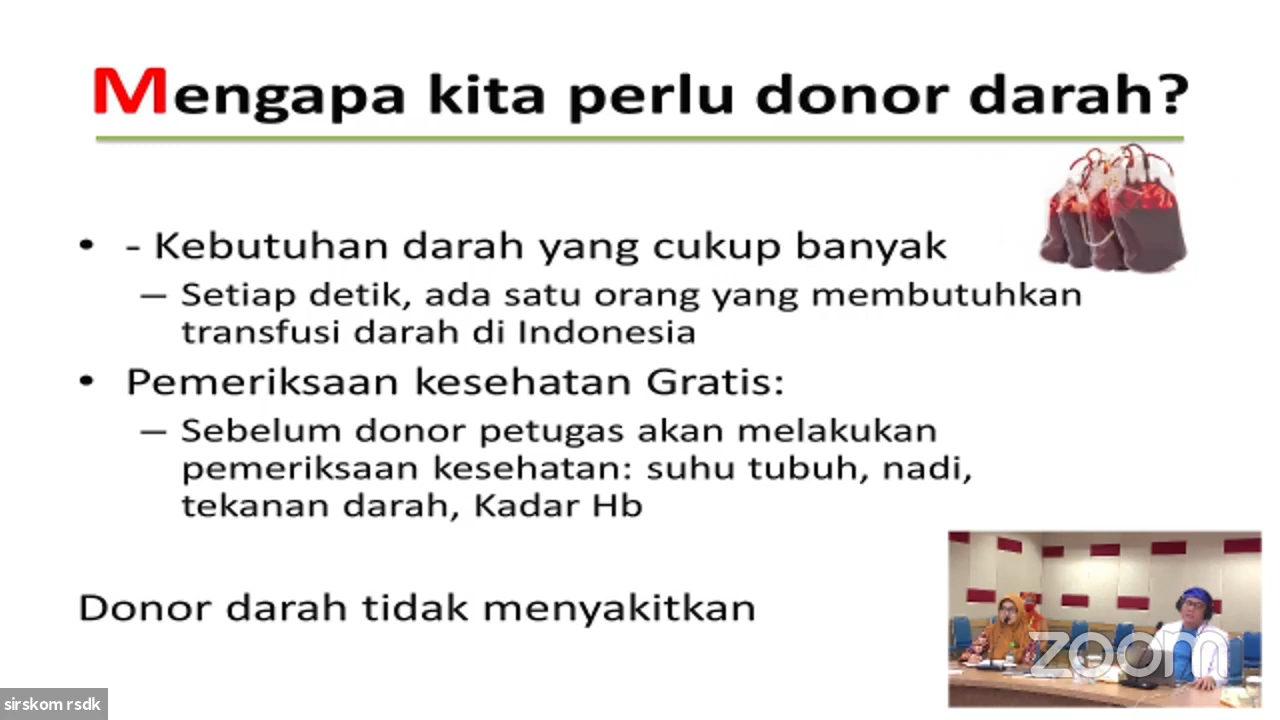 Mengapa kita perlu donor darah?
• - Kebutuhan darah yang cukup banyak
– Setiap detik, ada satu orang yang membutuhkan
transfusi darah di Indonesia
• Pemeriksaan kesehatan Gratis:
– Sebelum donor petugas akan melakukan
pemeriksaan kesehatan: suhu tubuh, nadi,
tekanan darah, Kadar Hb
Donor darah tidak menyakitkan
zoom
sirskom rsdk